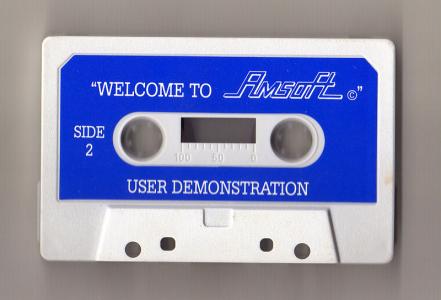 “WELCOME TO Amsoft ©”
SIDE
2
100 50 0
USER DEMONSTRATION